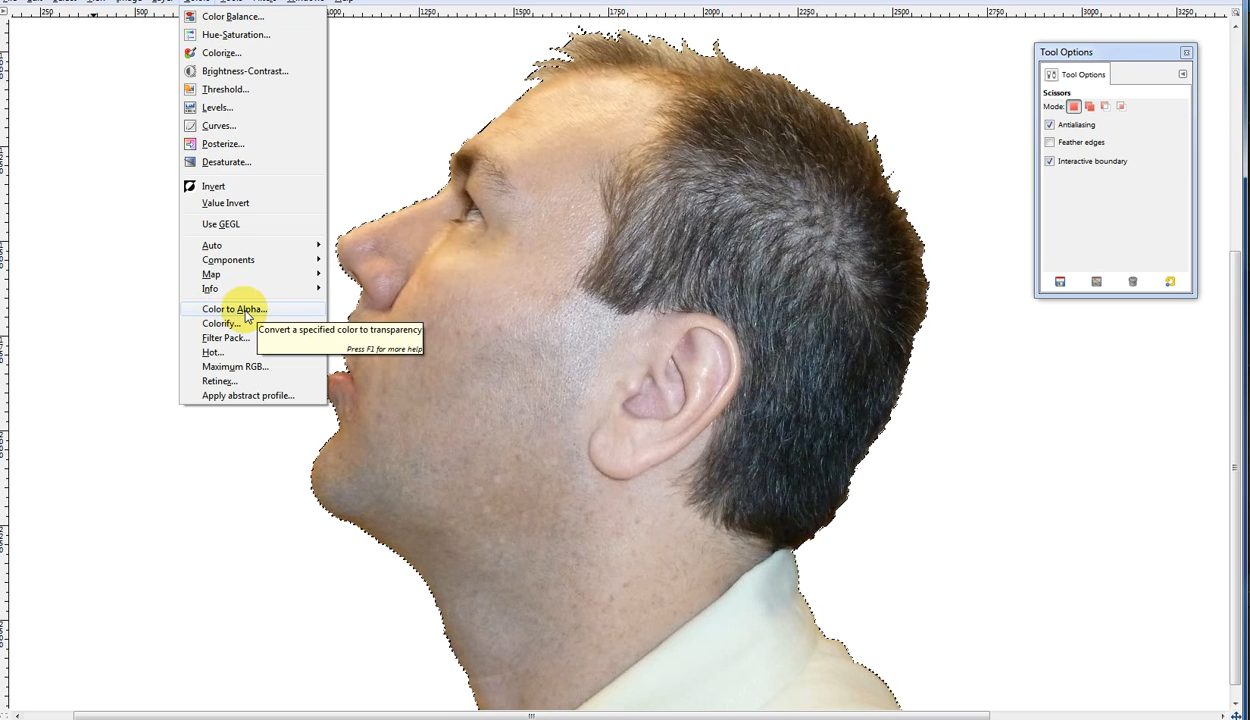 250
500
1000
1250
1500
1750
2000
2250
2500
2750
3000
3250
Color Balance...
Hue-Saturation...
Colorize...
Brightness-Contrast...
Threshold...
Levels...
Curves...
Posterize...
Desaturate...
Invert
Value Invert
Use GEGL
Auto
Components
Map
Info
Color to Alpha...
Colorify...
Filter Pack...
Hot...
Maximum RGB...
Retinex...
Apply abstract profile...
Convert a specified color to transparency
Press F1 for more help
Tool Options
Tool Options
Scissors
Mode:
Antialiasing
Feather edges
Interactive boundary